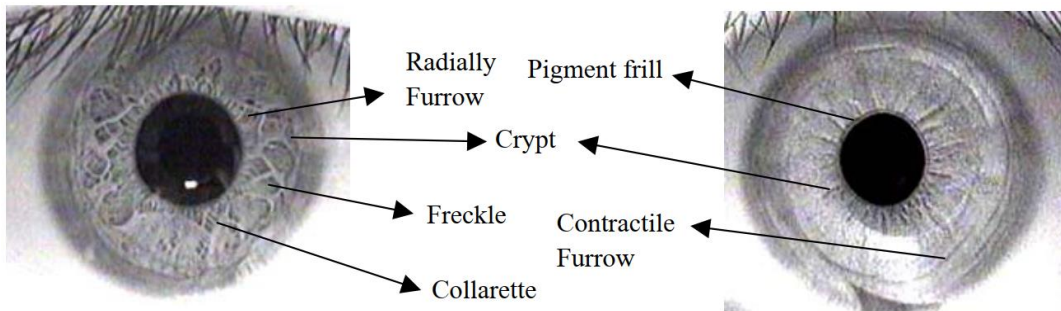 Radially
Furrow
Pigment frill
Crypt
Freckle
Contractile
Furrow
Collarette